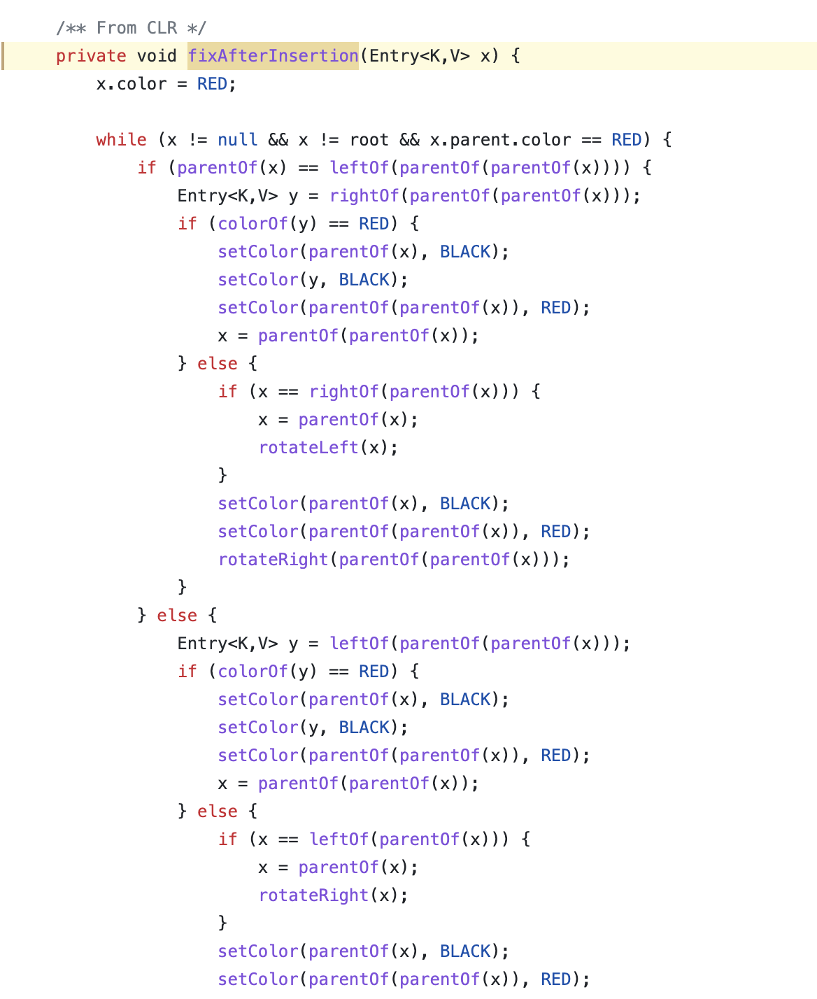 /** From CLR */
private void fixAfterInsertion(Entry<K,V> x) {
    x.color = RED;

    while (x != null && x != root && x.parent.color == RED) {
        if (parentOf(x) == leftOf(parentOf(parentOf(x)))) {
            Entry<K,V> y = rightOf(parentOf(parentOf(x)));
            if (colorOf(y) == RED) {
                setColor(parentOf(x), BLACK);
                setColor(y, BLACK);
                setColor(parentOf(parentOf(x)), RED);
                x = parentOf(parentOf(x));
            } else {
                if (x == rightOf(parentOf(x))) {
                    x = parentOf(x);
                    rotateLeft(x);
                }
                setColor(parentOf(x), BLACK);
                setColor(parentOf(parentOf(x)), RED);
                rotateRight(parentOf(parentOf(x)));
            }
        } else {
            Entry<K,V> y = leftOf(parentOf(parentOf(x)));
            if (colorOf(y) == RED) {
                setColor(parentOf(x), BLACK);
                setColor(y, BLACK);
                setColor(parentOf(parentOf(x)), RED);
                x = parentOf(parentOf(x));
            } else {
                if (x == leftOf(parentOf(x))) {
                    x = parentOf(x);
                    rotateRight(x);
                }
                setColor(parentOf(x), BLACK);
                setColor(parentOf(parentOf(x)), RED);